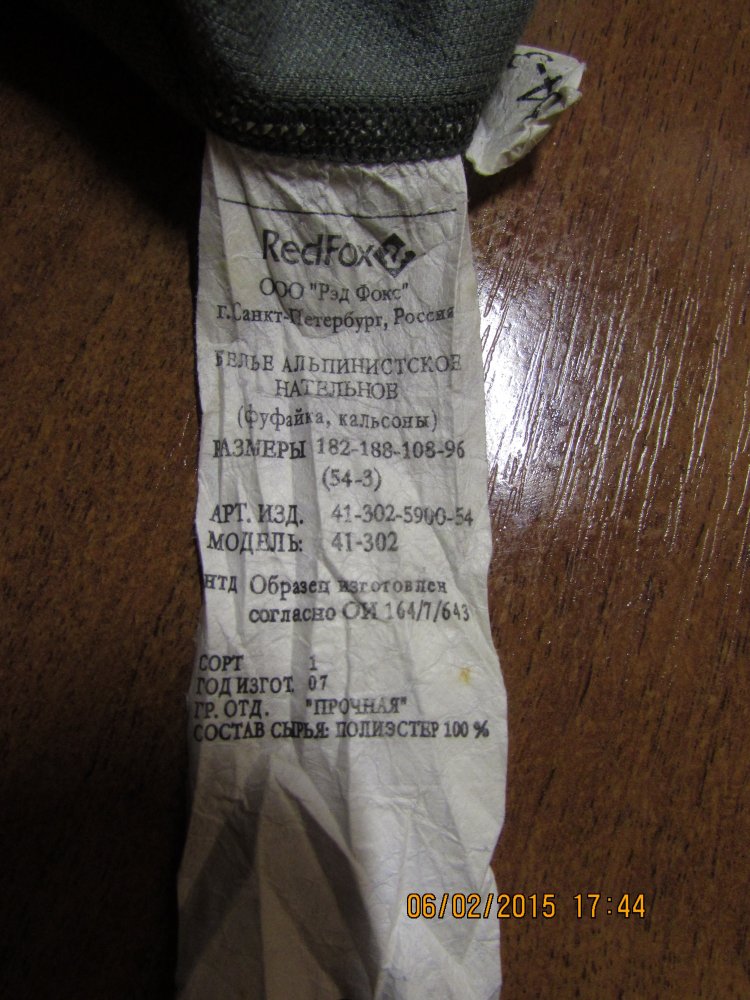 RedFox
ООО "Рэд Фокс"
г.Санкт-Петербург, Россия
БЕЛЬЕ АЛЬПИНИСТСКОЕ
НАТЕЛЬНОЕ
(фуфайка, кальсоны)
РАЗМЕРЫ 182-188-108-96
(54-3)
АРТ. ИЗД. 41-302-5900-54
МОДЕЛЬ: 41-302
НТД Образец изготовлен
согласно ОИ 164/7/643
СОРТ 1
ГОД ИЗГОТ. 07
ГР. ОТД. "ПРОЧНАЯ"
СОСТАВ СЫРЬЯ: ПОЛИЭСТЕР 100 %
06/02/2015 17:44